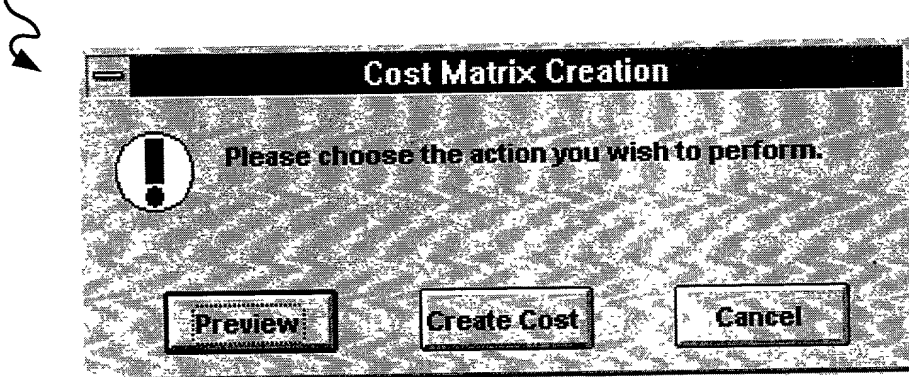 Cost Matrix Creation
Please choose the action you wish to perform.
Preview Create Cost Cancel